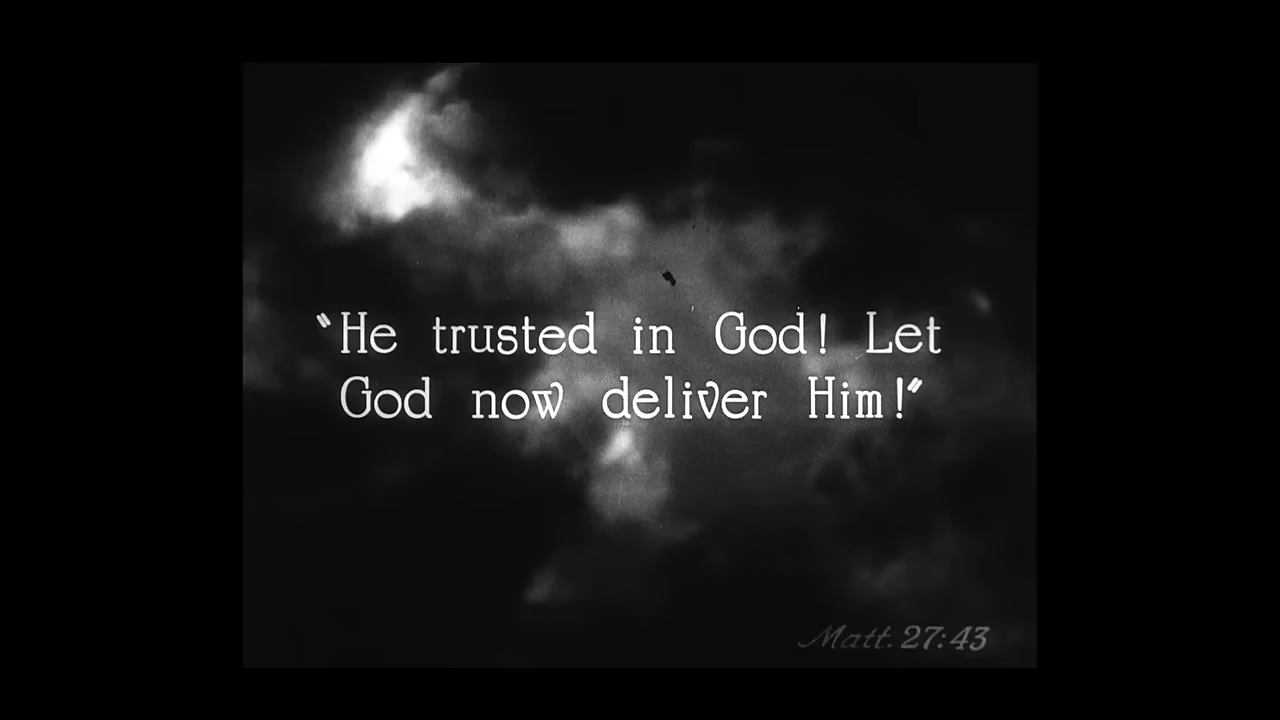 “He trusted in God! Let
God now deliver Him!”
Matt. 27:43